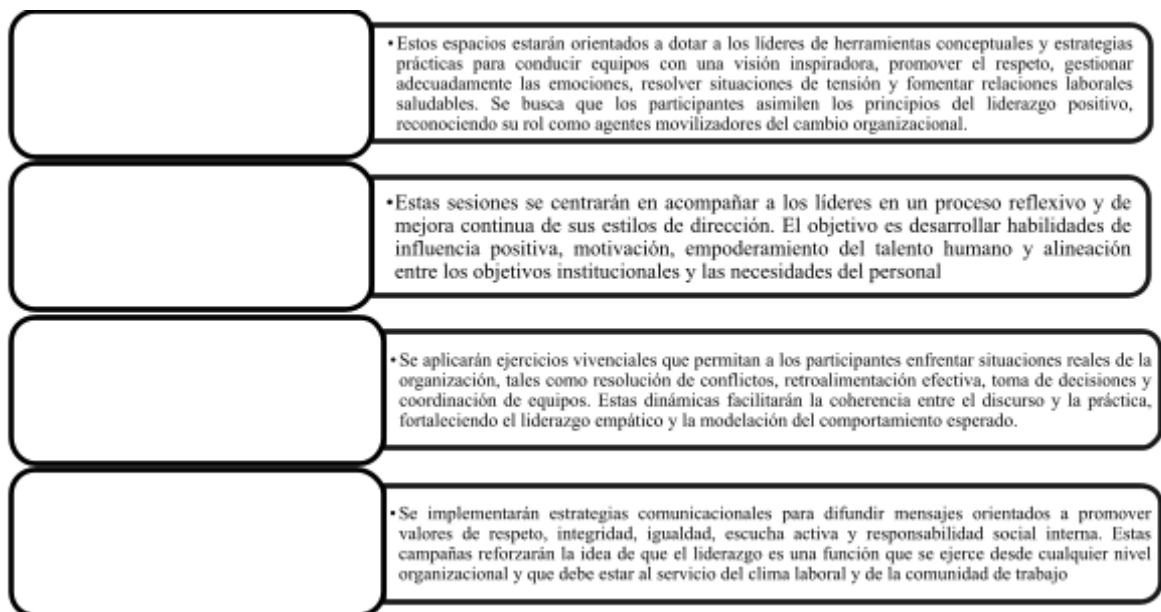 •Estos espacios estarán orientados a dotar a los líderes de herramientas conceptuales y estrategias
prácticas para conducir equipos con una visión inspiradora, promover el respeto, gestionar
adecuadamente las emociones, resolver situaciones de tensión y fomentar relaciones laborales
saludables. Se busca que los participantes asimilen los principios del liderazgo positivo,
reconociendo su rol como agentes movilizadores del cambio organizacional.
•Estas sesiones se centrarán en acompañar a los líderes en un proceso reflexivo y de
mejora continua de sus estilos de dirección. El objetivo es desarrollar habilidades de
influencia positiva, motivación, empoderamiento del talento humano y alineación
entre los objetivos institucionales y las necesidades del personal
•Se aplicarán ejercicios vivenciales que permitan a los participantes enfrentar situaciones reales de la
organización, tales como resolución de conflictos, retroalimentación efectiva, toma de decisiones y
coordinación de equipos. Estas dinámicas facilitarán la coherencia entre el discurso y la práctica,
fortaleciendo el liderazgo empático y la modelación del comportamiento esperado.
•Se implementarán estrategias comunicacionales para difundir mensajes orientados a promover
valores de respeto, integridad, igualdad, escucha activa y responsabilidad social interna. Estas
campañas reforzarán la idea de que el liderazgo es una función que se ejerce desde cualquier nivel
organizacional y que debe estar al servicio del clima laboral y de la comunidad de trabajo